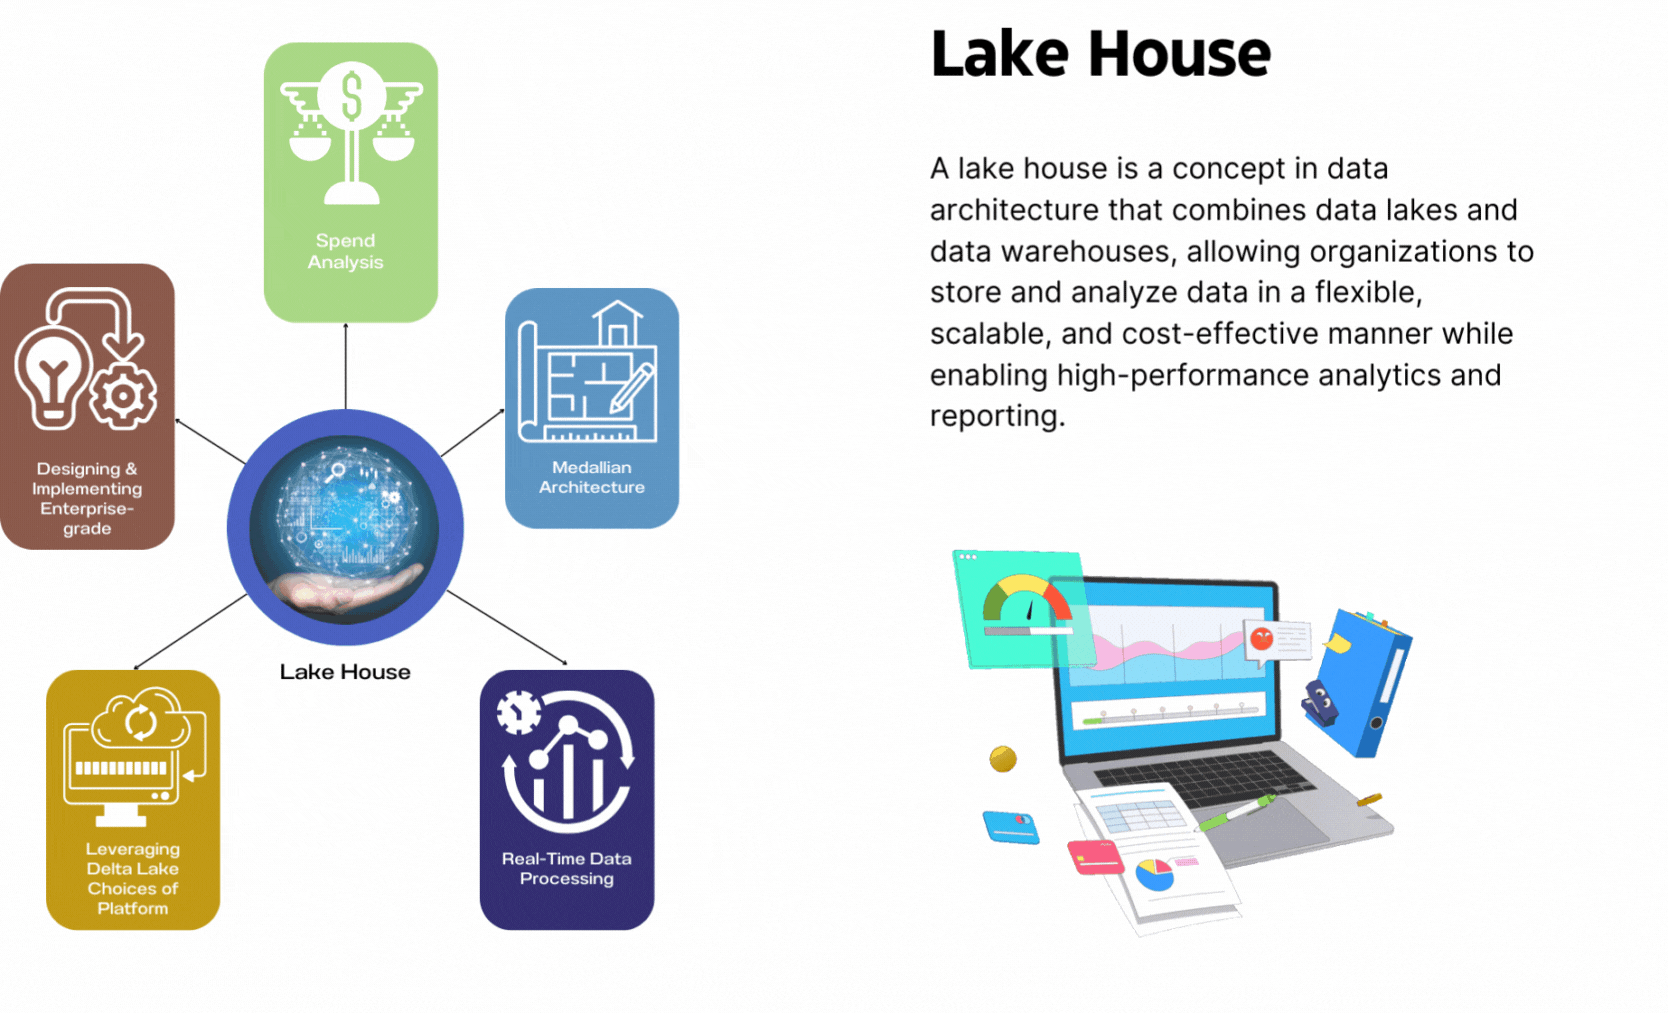 Lake House
A lake house is a concept in data
architecture that combines data lakes and
data warehouses, allowing organizations to
store and analyze data in a flexible,
scalable, and cost-effective manner while
enabling high-performance analytics and
reporting.
Spend
Analysis
Designing &
Implementing
Enterprise-
grade
Medallian
Architecture
Lake House
Leveraging
Delta Lake
Choices of
Platform
Real-Time Data
Processing